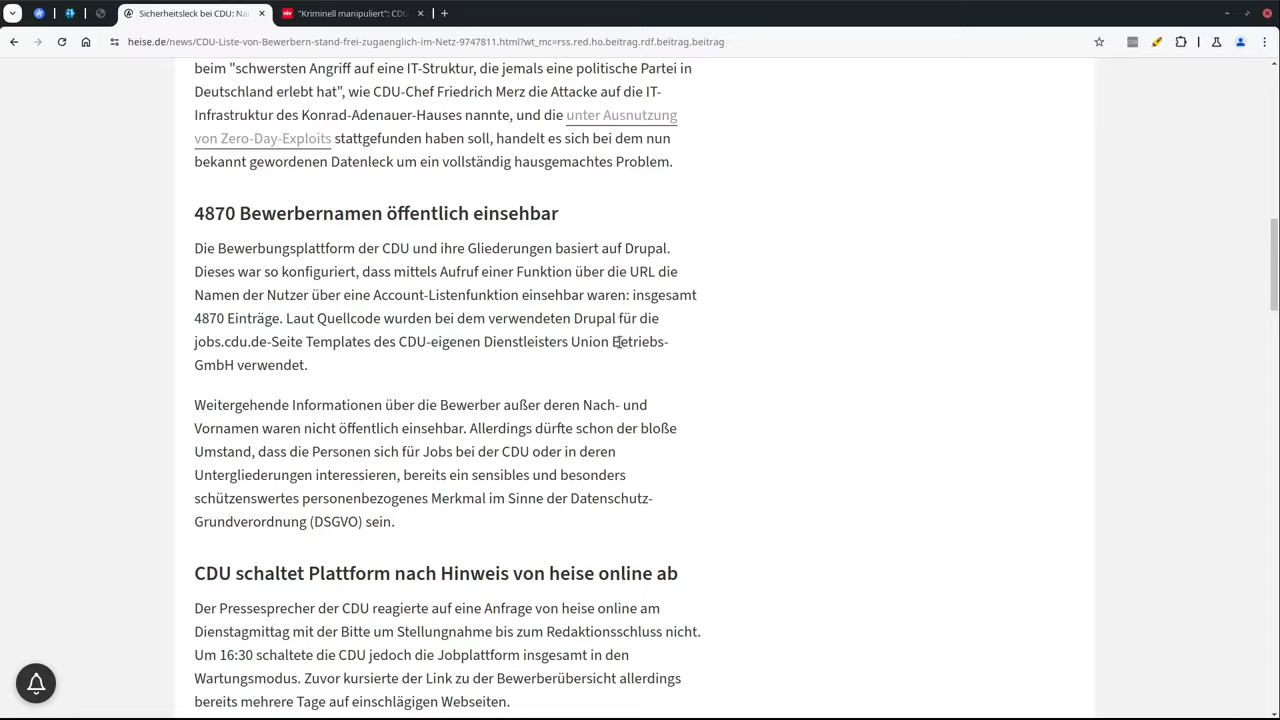 Sicherheitsleck bei CDU: Na
"Kriminell manipuliert": CDU
heise.de/news/CDU-Liste-von-Bewerbern-stand-frei-zugaenglich-im-Netz-9747811.html?wt_mc=rss.red.ho.beitrag.rdf.beitrag.beitrag
beim "schwersten Angriff auf eine IT-Struktur, die jemals eine politische Partei in
Deutschland erlebt hat", wie CDU-Chef Friedrich Merz die Attacke auf die IT-
Infrastruktur des Konrad-Adenauer-Hauses nannte, und die unter Ausnutzung
von Zero-Day-Exploits stattgefunden haben soll, handelt es sich bei dem nun
bekannt gewordenen Datenleck um ein vollständig hausgemachtes Problem.
4870 Bewerbernamen öffentlich einsehbar
Die Bewerbungsplattform der CDU und ihre Gliederungen basiert auf Drupal.
Dieses war so konfiguriert, dass mittels Aufruf einer Funktion über die URL die
Namen der Nutzer über eine Account-Listenfunktion einsehbar waren: insgesamt
4870 Einträge. Laut Quellcode wurden bei dem verwendeten Drupal für die
jobs.cdu.de-Seite Templates des CDU-eigenen Dienstleisters Union Betriebs-
GmbH verwendet.
Weitergehende Informationen über die Bewerber außer deren Nach- und
Vornamen waren nicht öffentlich einsehbar. Allerdings dürfte schon der bloße
Umstand, dass die Personen sich für Jobs bei der CDU oder in deren
Untergliederungen interessieren, bereits ein sensibles und besonders
schützenswertes personenbezogenes Merkmal im Sinne der Datenschutz-
Grundverordnung (DSGVO) sein.
CDU schaltet Plattform nach Hinweis von heise online ab
Der Pressesprecher der CDU reagierte auf eine Anfrage von heise online am
Dienstagmittag mit der Bitte um Stellungnahme bis zum Redaktionsschluss nicht.
Um 16:30 schaltete die CDU jedoch die Jobplattform insgesamt in den
Wartungsmodus. Zuvor kursierte der Link zu der Bewerberübersicht allerdings
bereits mehrere Tage auf einschlägigen Webseiten.